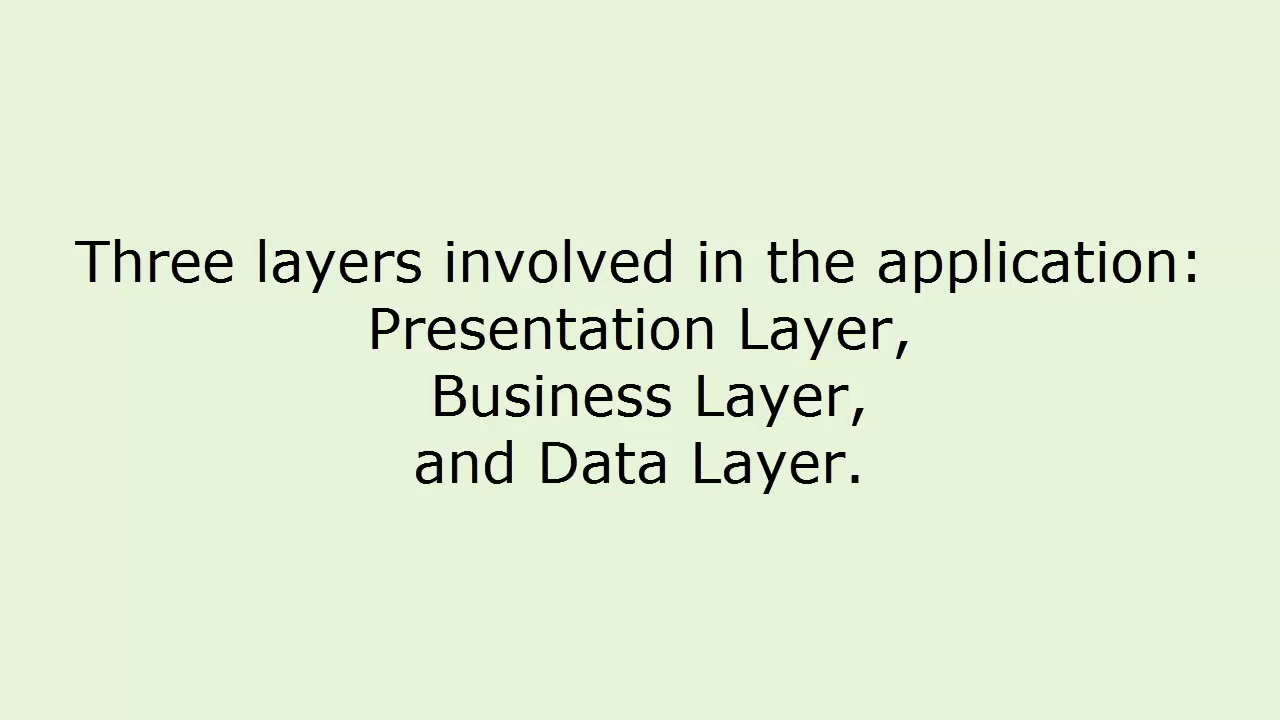 Three layers involved in the application:
Presentation Layer,
Business Layer,
and Data Layer.